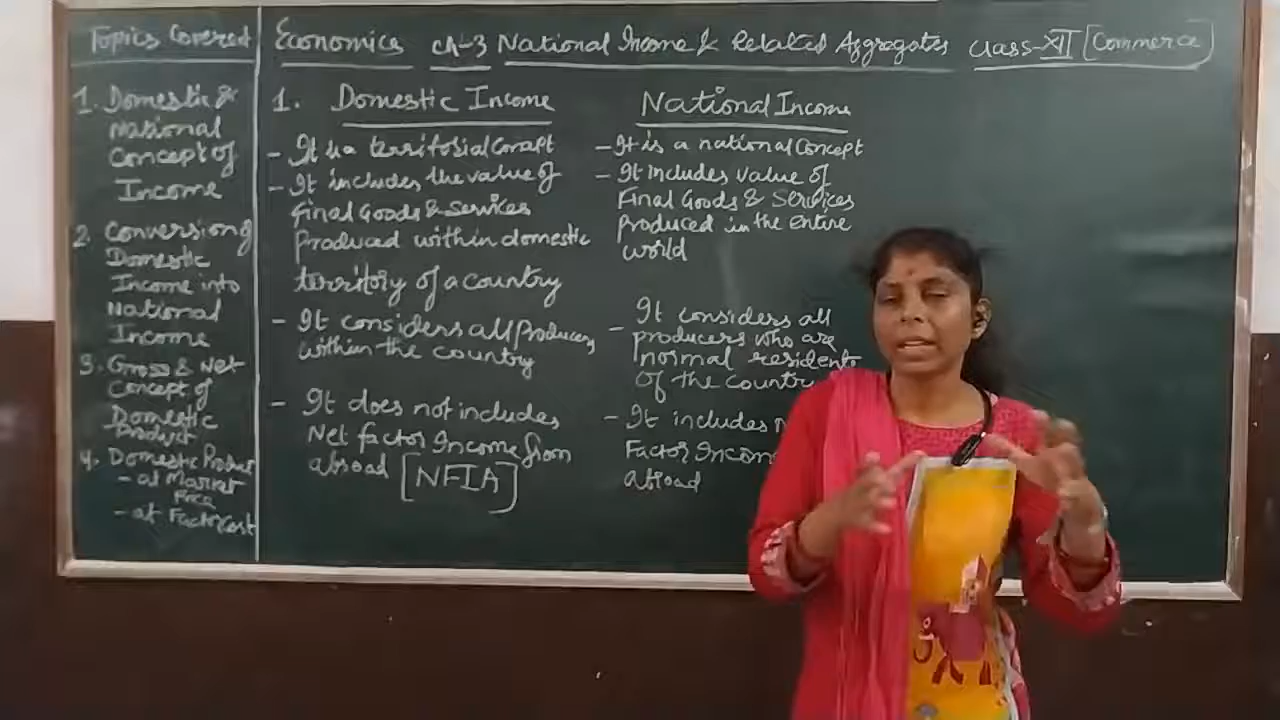 Topics Covered
1. Domestic &
National
Concept of
Income
2. Conversion of
Domestic
Income into
National
Income
3. Gross & Net
Concept of
Domestic
Product
4. Domestic Product
- at Market
Price
- at Factor Cost
Economics Ch-3 National Income & Related Aggregates Class-XII [Commerce]
1. Domestic Income
- It is a territorial Concept
- It includes the value of
final Goods & Services
produced within domestic
territory of a country
- It considers all Producers
within the country
- It does not includes
Net factor Income from
abroad [NFIA]
National Income
- It is a national Concept
- It includes value of
Final Goods & Services
produced in the entire
world
- It considers all
producers who are
normal residents
of the country
- It includes
Factor Income
abroad